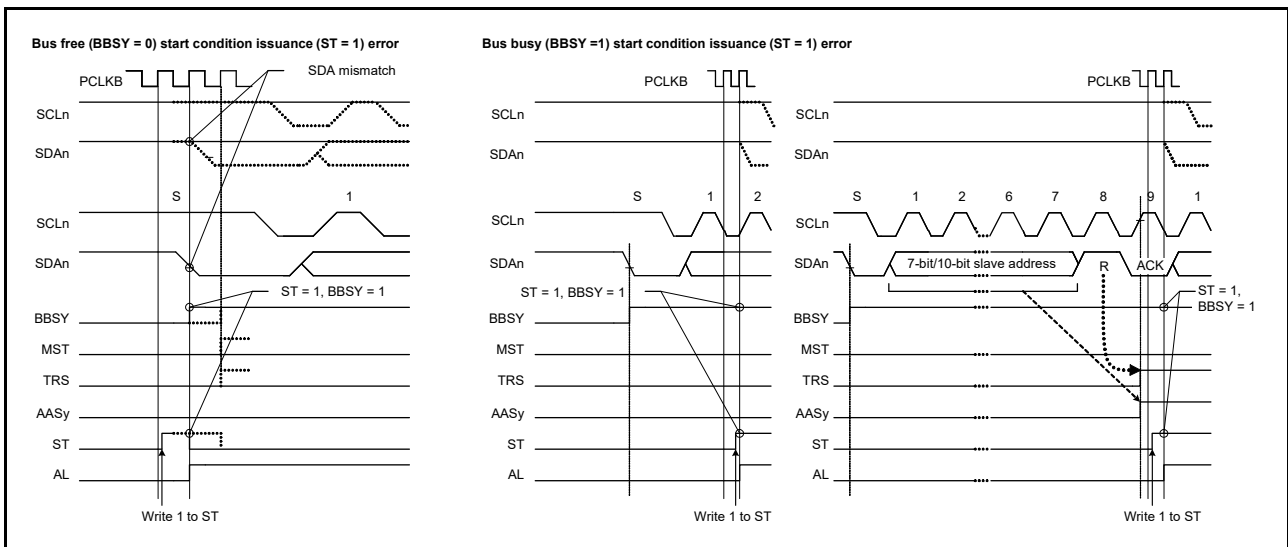 Bus free (BBSY = 0) start condition issuance (ST = 1) error
PCLKB
SDA mismatch
SCLn
SDAn
S
1
SCLn
SDAn
ST = 1, BBSY = 1
BBSY
MST
TRS
AASy
ST
AL
Write 1 to ST
Bus busy (BBSY =1) start condition issuance (ST = 1) error
PCLKB
SCLn
SDAn
S
1
2
SCLn
SDAn
ST = 1, BBSY = 1
BBSY
MST
TRS
AASy
ST
AL
Write 1 to ST
PCLKB
SCLn
SDAn
S
1
2
6
7
8
9
1
SCLn
SDAn
7-bit/10-bit slave address
R
ACK
ST = 1,
BBSY = 1
BBSY
MST
TRS
AASy
ST
AL
Write 1 to ST